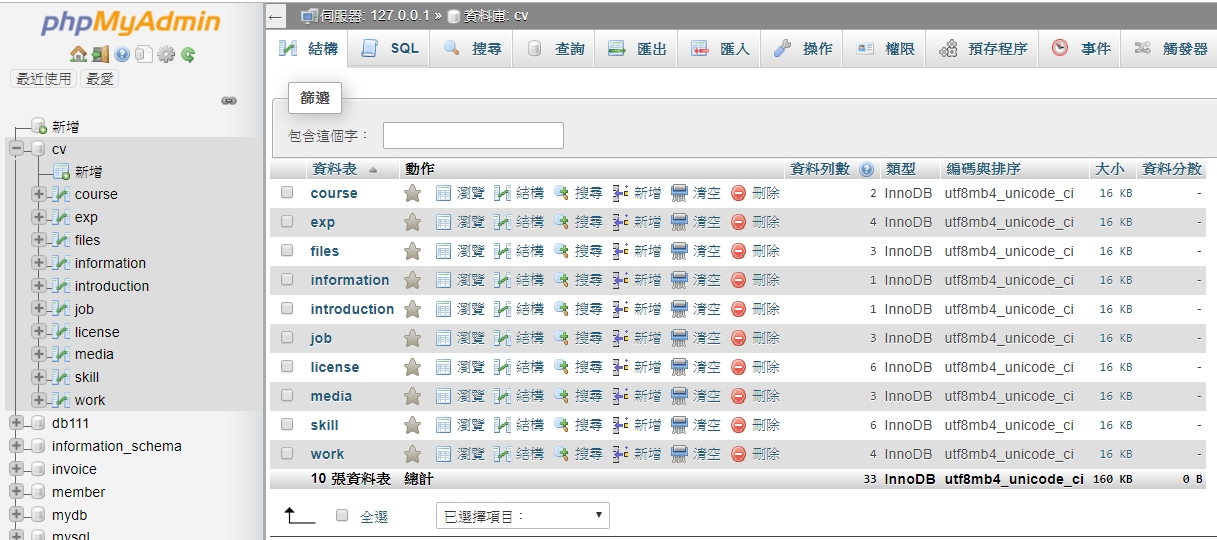 phpMyAdmin
最近使用 最愛
新增
cv
新增
course
exp
files
information
introduction
job
license
media
skill
work
db111
information_schema
invoice
member
mydb
mysql
伺服器: 127.0.0.1 » 資料庫: cv
結構 SQL 搜尋 查詢 匯出 匯入 操作 權限 預存程序 事件 觸發器
篩選
包含這個字：
資料表 動作 資料列數 類型 編碼與排序 大小 資料分散
course 瀏覽 結構 搜尋 新增 清空 刪除 2 InnoDB utf8mb4_unicode_ci 16 KB -
exp 瀏覽 結構 搜尋 新增 清空 刪除 4 InnoDB utf8mb4_unicode_ci 16 KB -
files 瀏覽 結構 搜尋 新增 清空 刪除 3 InnoDB utf8mb4_unicode_ci 16 KB -
information 瀏覽 結構 搜尋 新增 清空 刪除 1 InnoDB utf8mb4_unicode_ci 16 KB -
introduction 瀏覽 結構 搜尋 新增 清空 刪除 1 InnoDB utf8mb4_unicode_ci 16 KB -
job 瀏覽 結構 搜尋 新增 清空 刪除 3 InnoDB utf8mb4_unicode_ci 16 KB -
license 瀏覽 結構 搜尋 新增 清空 刪除 6 InnoDB utf8mb4_unicode_ci 16 KB -
media 瀏覽 結構 搜尋 新增 清空 刪除 3 InnoDB utf8mb4_unicode_ci 16 KB -
skill 瀏覽 結構 搜尋 新增 清空 刪除 6 InnoDB utf8mb4_unicode_ci 16 KB -
work 瀏覽 結構 搜尋 新增 清空 刪除 4 InnoDB utf8mb4_unicode_ci 16 KB -
10 張資料表 總計 33 InnoDB utf8mb4_unicode_ci 160 KB 0 B
全選 已選擇項目：